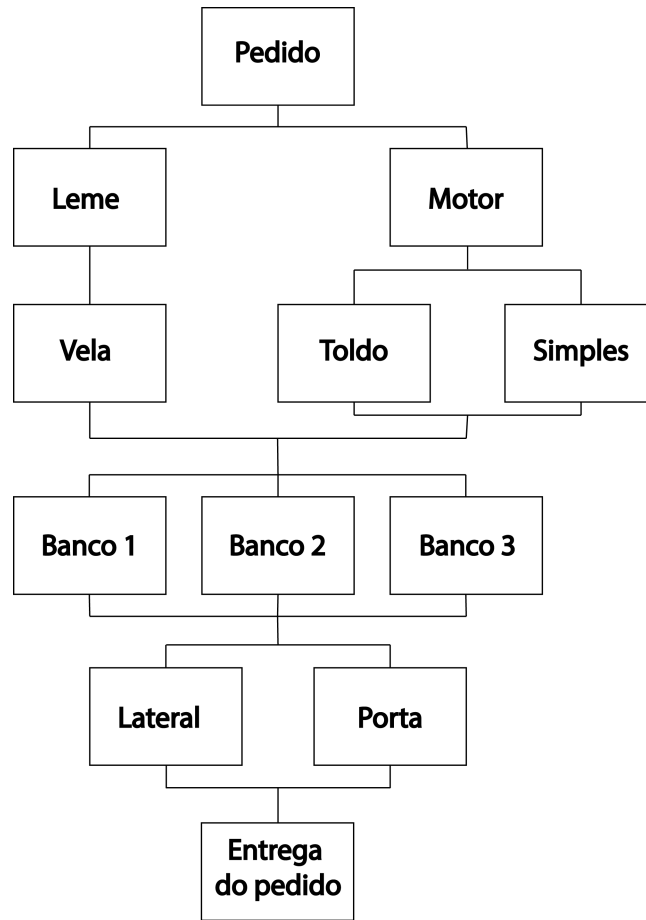 Pedido
Leme
Motor
Vela
Toldo
Simples
Banco 1
Banco 2
Banco 3
Lateral
Porta
Entrega
do pedido